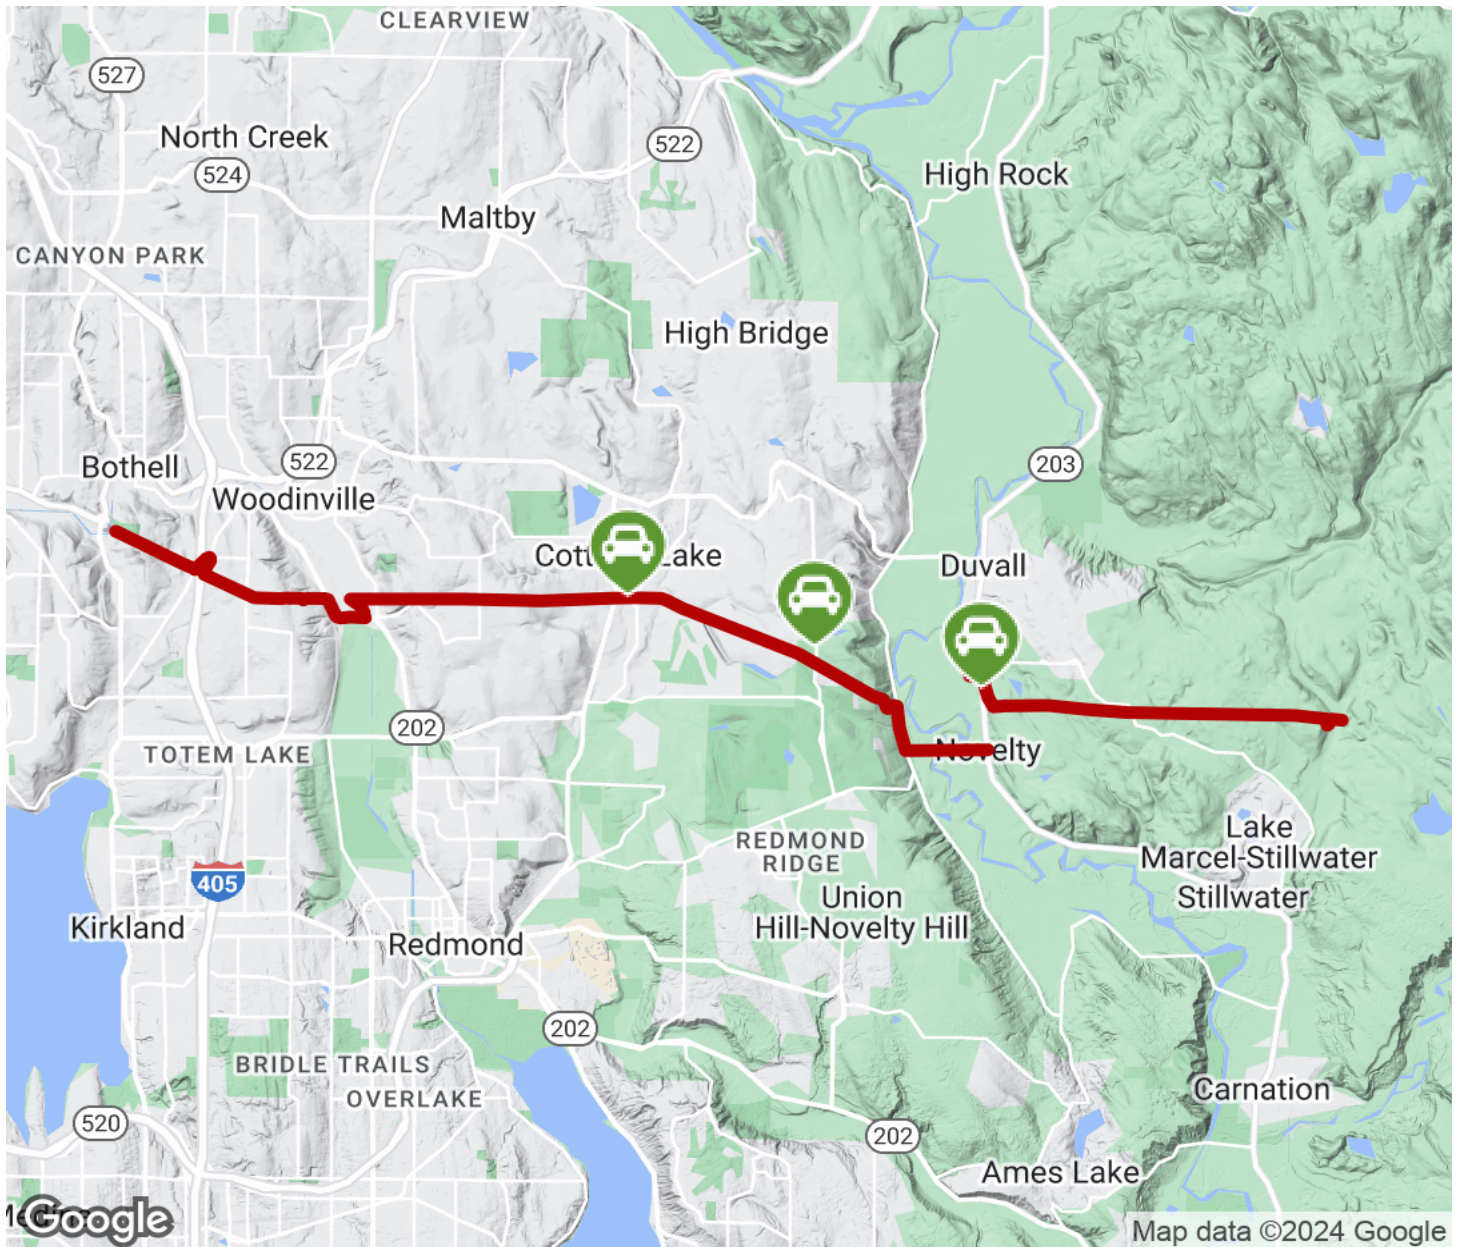 CLEARVIEW
527
North Creek
522
524
High Rock
Maltby
CANYON PARK
High Bridge
203
Bothell
522
Woodinville
Duvall
Lake
202
Novelty
TOTEM LAKE
Lake
Marcel-Stillwater
REDMOND
RIDGE
405
Stillwater
Union
Hill-Novelty Hill
Kirkland
Redmond
202
BRIDLE TRAILS
OVERLAKE
Carnation
520
202
Ames Lake
Google
Map data ©2024 Google